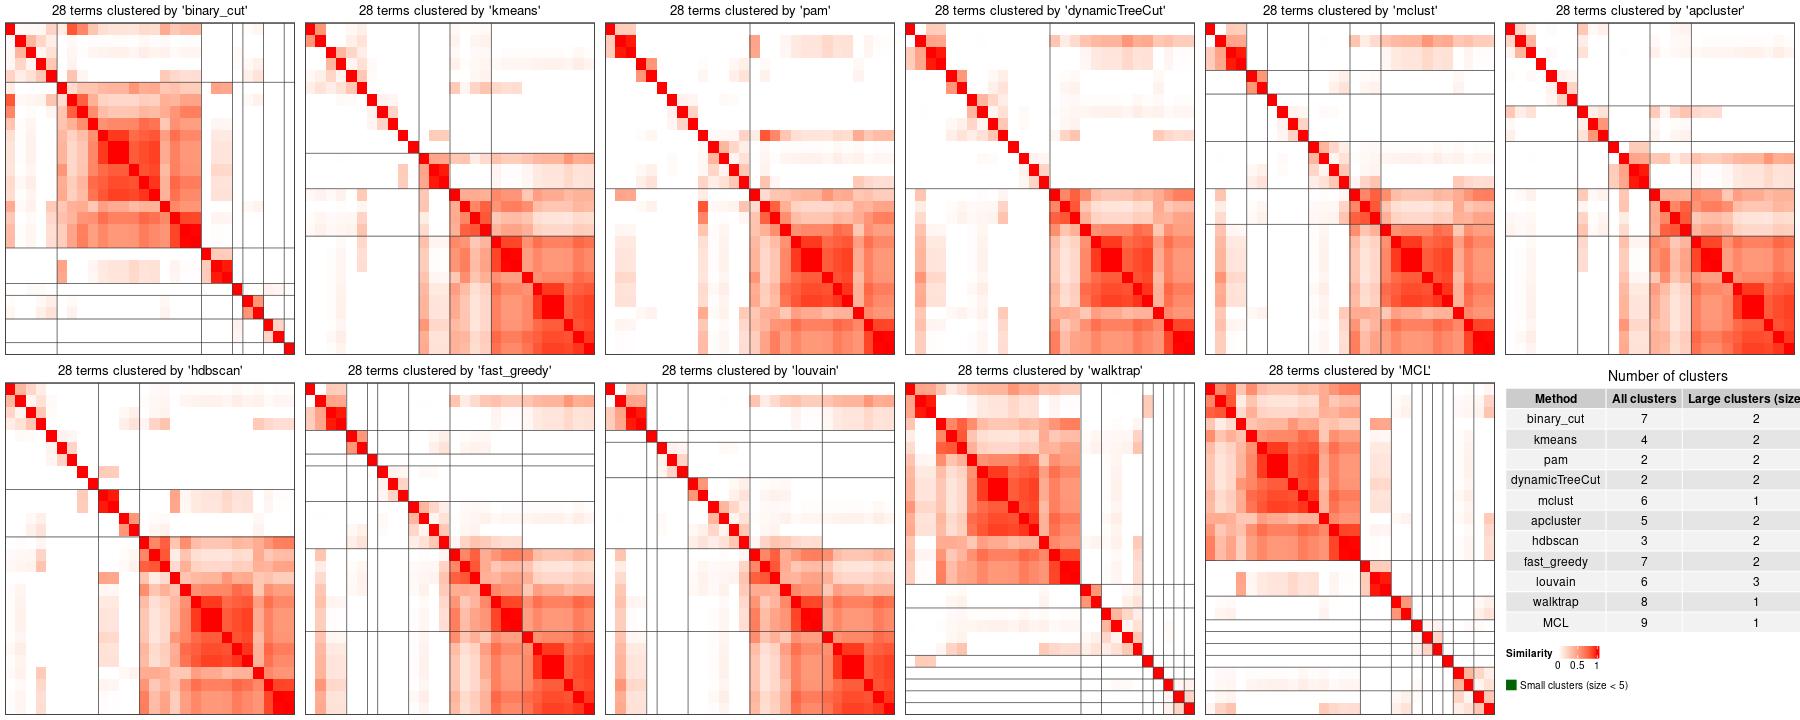 28 terms clustered by 'binary_cut'
28 terms clustered by 'kmeans'
28 terms clustered by 'pam'
28 terms clustered by 'dynamicTreeCut'
28 terms clustered by 'mclust'
28 terms clustered by 'apcluster'
28 terms clustered by 'hdbscan'
28 terms clustered by 'fast_greedy'
28 terms clustered by 'louvain'
28 terms clustered by 'walktrap'
28 terms clustered by 'MCL'
Number of clusters
Method All clusters Large clusters (size
binary_cut 7 2
kmeans 4 2
pam 2 2
dynamicTreeCut 2 2
mclust 6 1
apcluster 5 2
hdbscan 3 2
fast_greedy 7 2
louvain 6 3
walktrap 8 1
MCL 9 1
Similarity
0 0.5 1
Small clusters (size < 5)